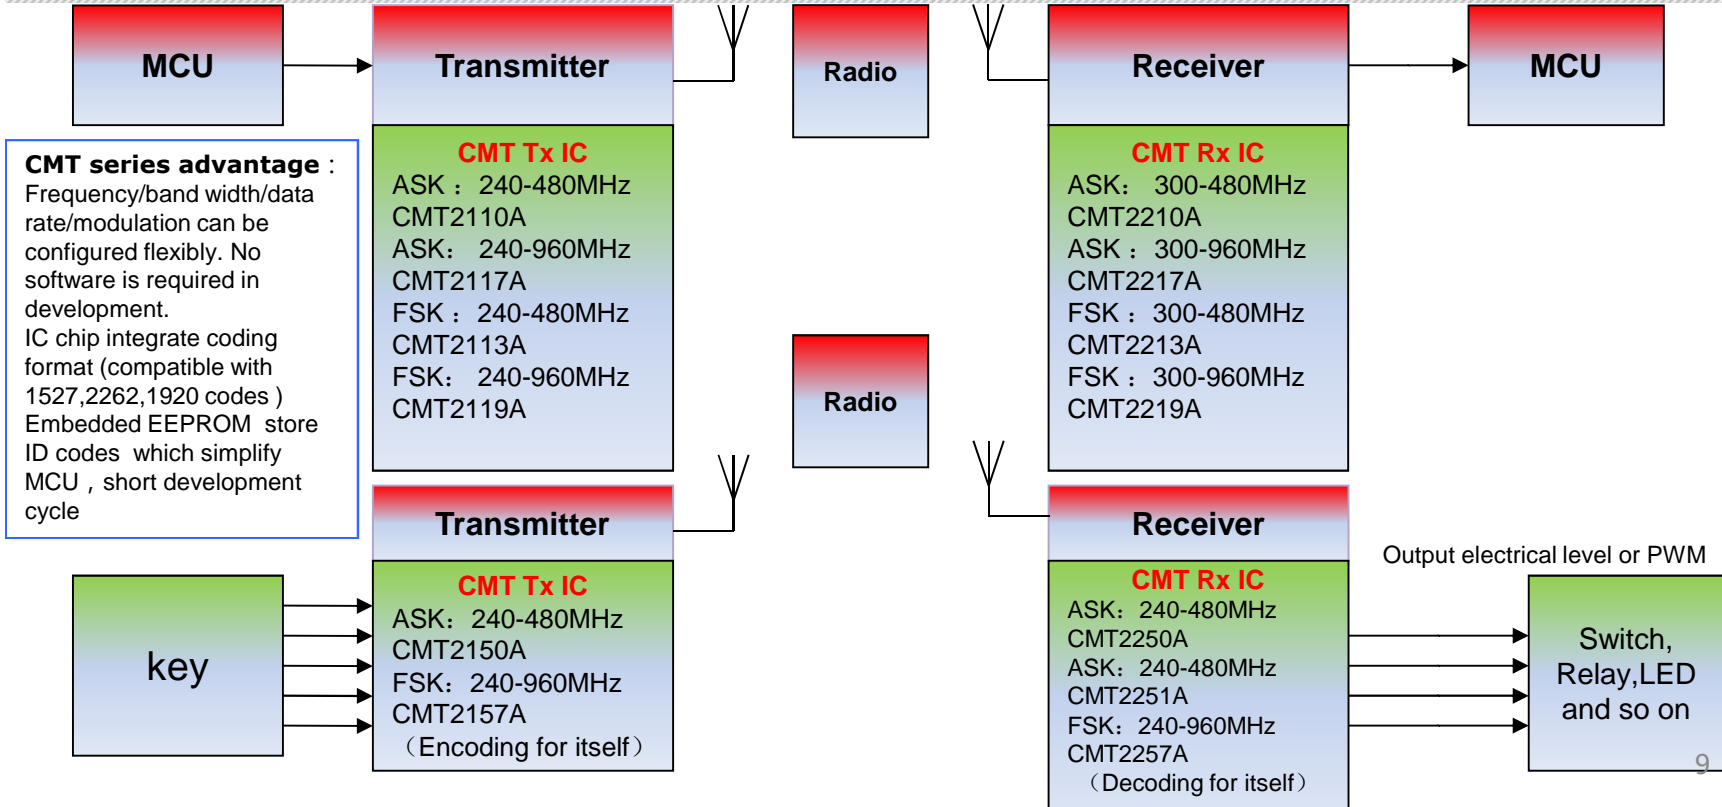 MCU
Transmitter
Radio
Receiver
MCU
CMT series advantage :
Frequency/band width/data
rate/modulation can be
configured flexibly. No
software is required in
development.
IC chip integrate coding
format (compatible with
1527,2262,1920 codes )
Embedded EEPROM store
ID codes which simplify
MCU , short development
cycle
CMT Tx IC
ASK： 240-480MHz
CMT2110A
ASK： 240-960MHz
CMT2117A
FSK： 240-480MHz
CMT2113A
FSK： 240-960MHz
CMT2119A
CMT Rx IC
ASK： 300-480MHz
CMT2210A
ASK： 300-960MHz
CMT2217A
FSK： 300-480MHz
CMT2213A
FSK： 300-960MHz
CMT2219A
Radio
key
Transmitter
CMT Tx IC
ASK：240-480MHz
CMT2150A
FSK：240-960MHz
CMT2157A
（Encoding for itself）
Receiver
CMT Rx IC
ASK：240-480MHz
CMT2250A
ASK：240-480MHz
CMT2251A
FSK：240-960MHz
CMT2257A
（Decoding for itself）
Output electrical level or PWM
Switch,
Relay,LED
and so on
9